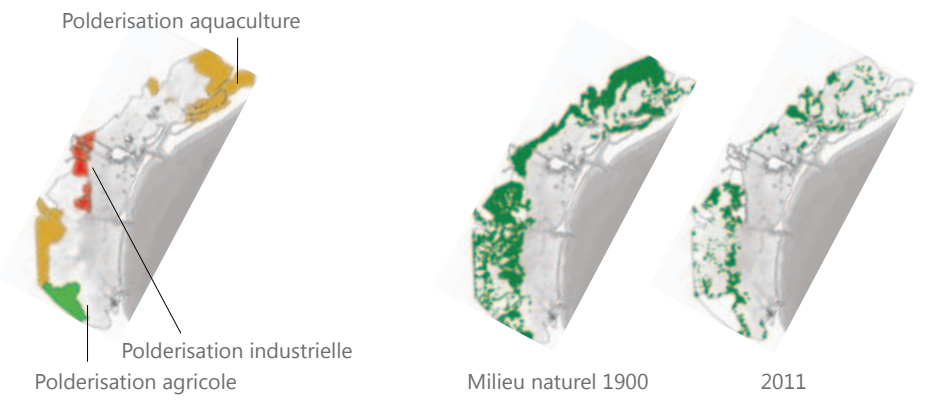 Polderisation aquaculture
Polderisation industrielle
Polderisation agricole
Milieu naturel 1900
2011